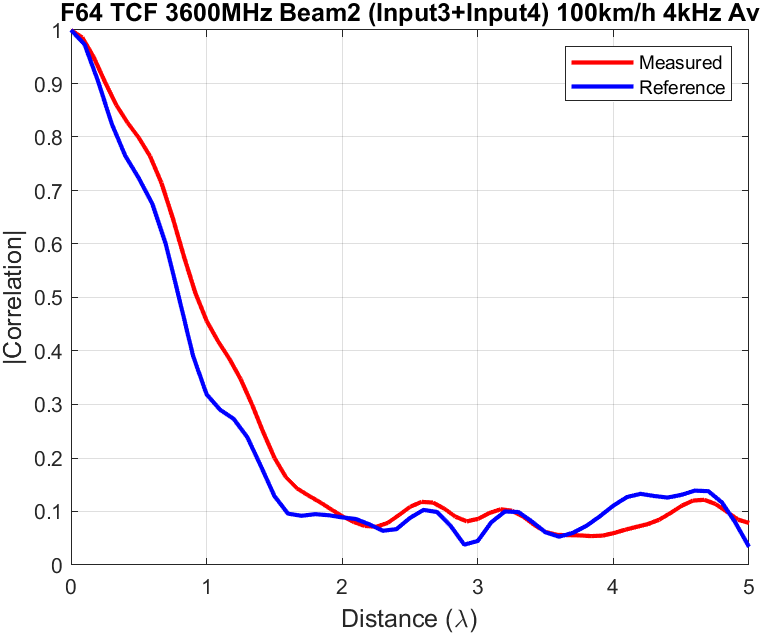 F64 TCF 3600MHz Beam2 (Input3+Input4) 100km/h 4kHz Av
Measured
Reference
|Correlation|
1
0.9
0.8
0.7
0.6
0.5
0.4
0.3
0.2
0.1
0
0 1 2 3 4 5
Distance (λ)